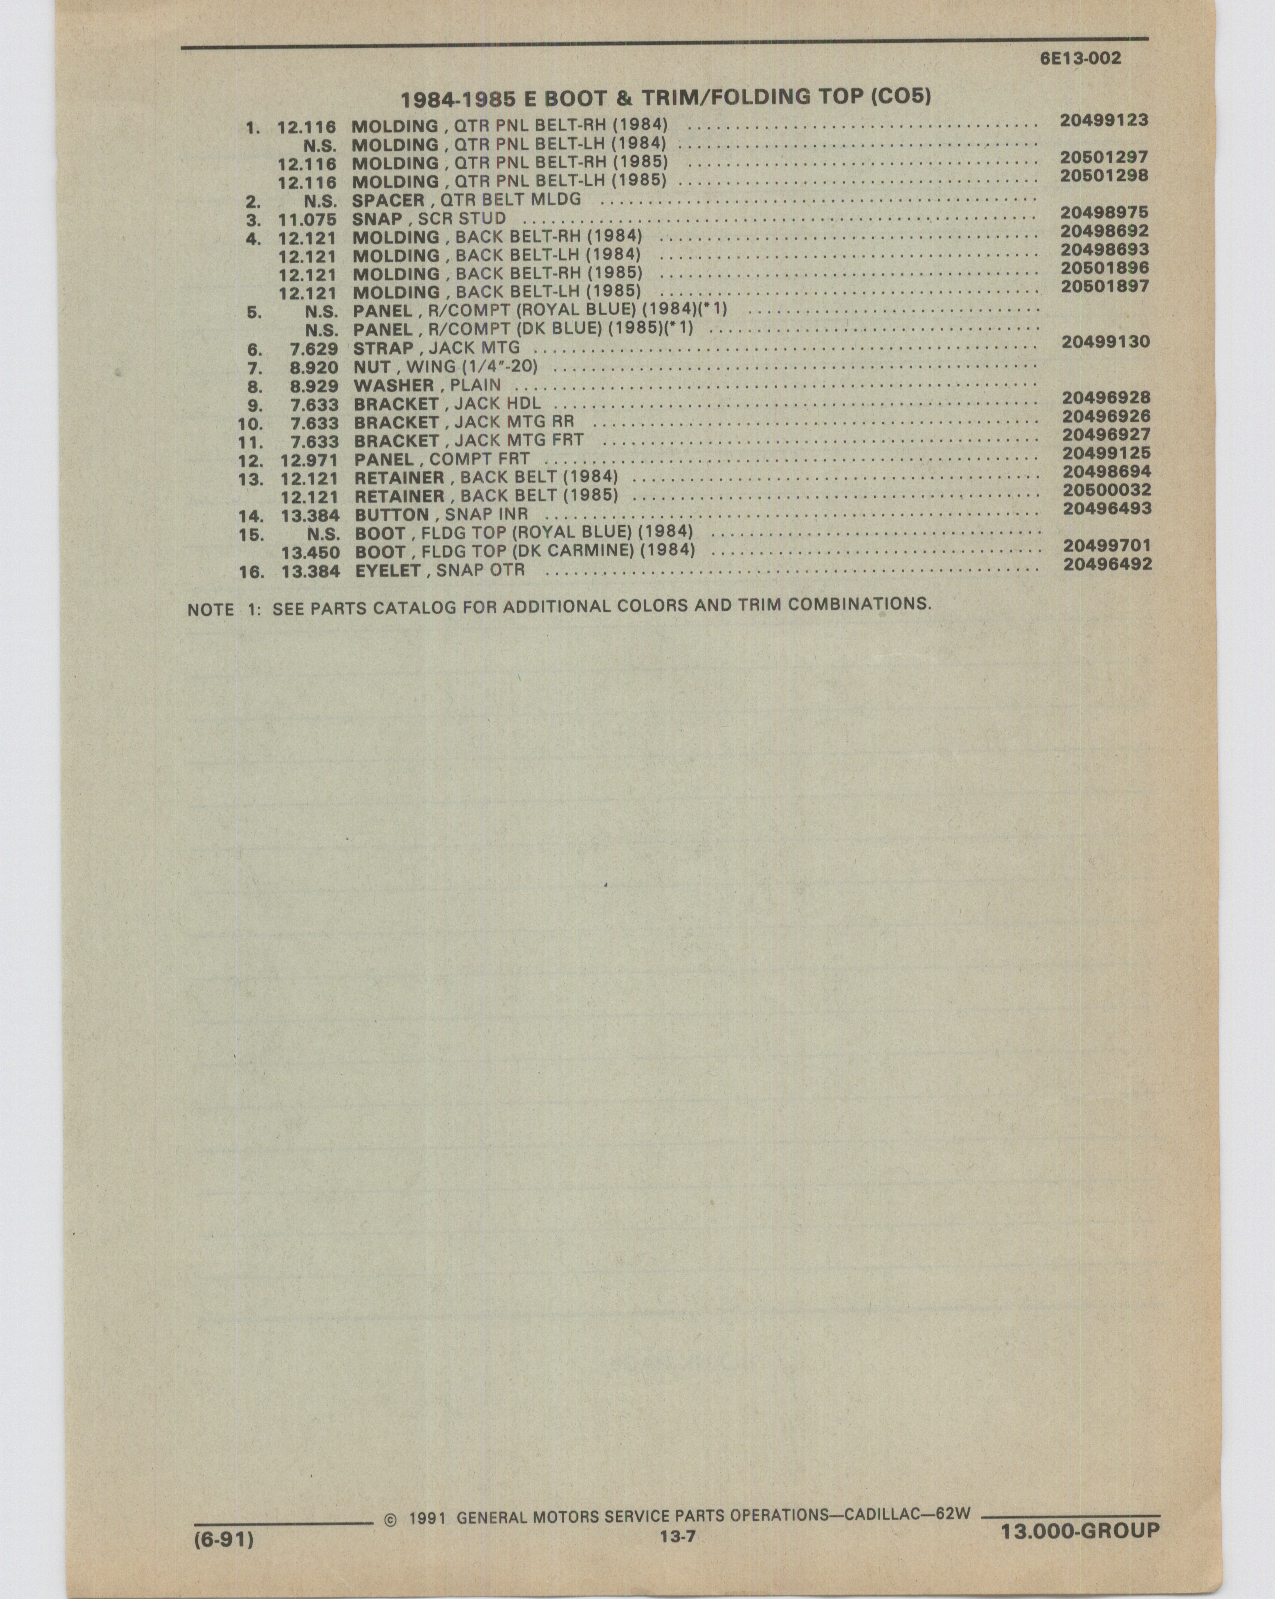 6E13-002
1984-1985 E BOOT & TRIM/FOLDING TOP (CO5)
1. 12.116 MOLDING , QTR PNL BELT-RH (1984) .................................... 20499123
N.S. MOLDING , QTR PNL BELT-LH (1984) ....................................
12.116 MOLDING , QTR PNL BELT-RH (1985) .................................... 20501297
12.116 MOLDING , QTR PNL BELT-LH (1985) .................................... 20501298
2. N.S. SPACER , QTR BELT MLDG ....................................
3. 11.075 SNAP , SCR STUD .................................... 20498975
4. 12.121 MOLDING , BACK BELT-RH (1984) .................................... 20498692
12.121 MOLDING , BACK BELT-LH (1984) .................................... 20498693
12.121 MOLDING , BACK BELT-RH (1985) .................................... 20501896
12.121 MOLDING , BACK BELT-LH (1985) .................................... 20501897
5. N.S. PANEL , R/COMPT (ROYAL BLUE) (1984)(*1) ....................................
N.S. PANEL , R/COMPT (DK BLUE) (1985)(*1) ....................................
6. 7.629 STRAP , JACK MTG .................................... 20499130
7. 8.920 NUT , WING (1/4"-20) ....................................
8. 8.929 WASHER , PLAIN ....................................
9. 7.633 BRACKET , JACK HDL .................................... 20496928
10. 7.633 BRACKET , JACK MTG RR .................................... 20496926
11. 7.633 BRACKET , JACK MTG FRT .................................... 20496927
12. 12.971 PANEL , COMPT FRT .................................... 20499125
13. 12.121 RETAINER , BACK BELT (1984) .................................... 20498694
12.121 RETAINER , BACK BELT (1985) .................................... 20500032
14. 13.384 BUTTON , SNAP INR .................................... 20496493
15. N.S. BOOT , FLDG TOP (ROYAL BLUE) (1984) ....................................
13.450 BOOT , FLDG TOP (DK CARMINE) (1984) .................................... 20499701
16. 13.384 EYELET , SNAP OTR .................................... 20496492
NOTE 1: SEE PARTS CATALOG FOR ADDITIONAL COLORS AND TRIM COMBINATIONS.
© 1991 GENERAL MOTORS SERVICE PARTS OPERATIONS—CADILLAC—62W
(6-91) 13-7 13.000-GROUP